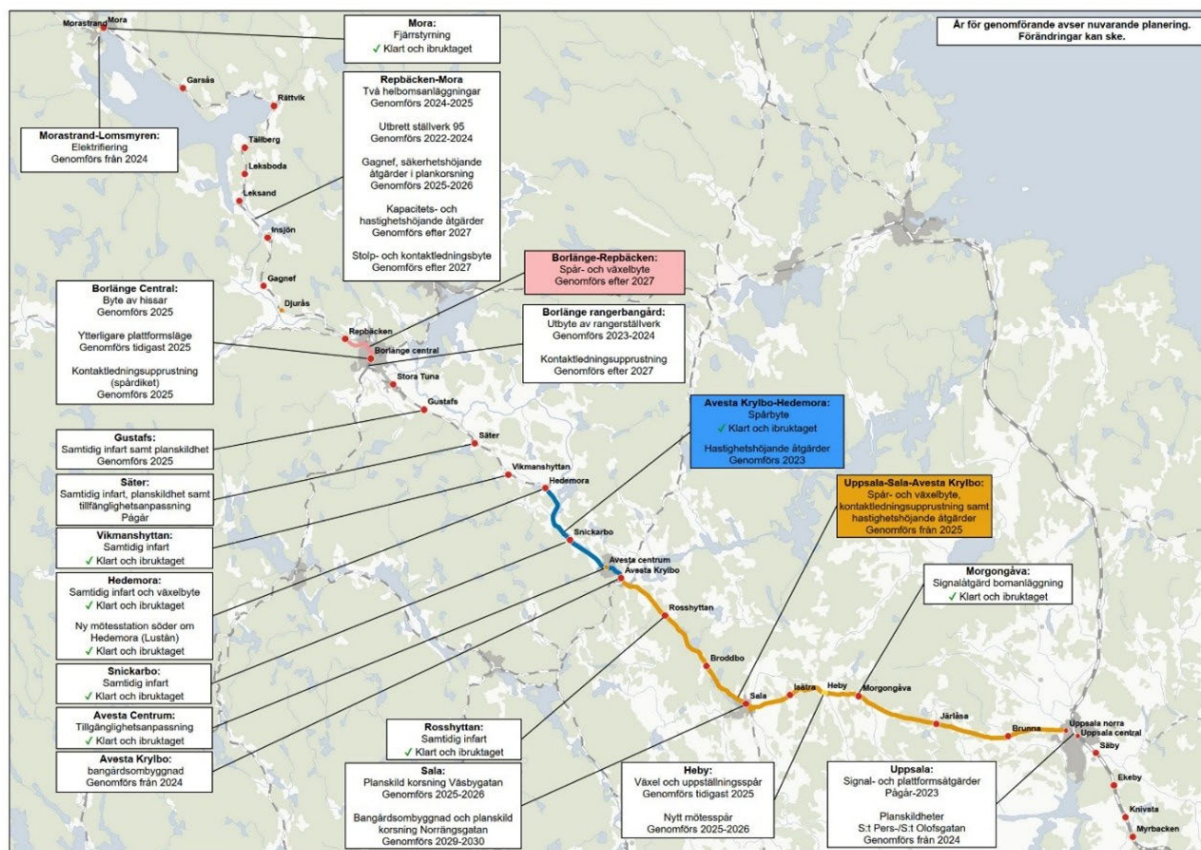 Morastrand
Mora
Garsås
Rättvik
Tällberg
Leksboda
Leksand
Insjön
Gagnef
Djurås
Repbäcken
Borlänge central
Stora Tuna
Gustafs
Säter
Vikmanshyttan
Hedemora
Snickarbo
Avesta centrum
Avesta Krylbo
Rosshyttan
Broddbo
Sala
Isätra
Heby
Morgongåva
Järlåsa
Brunna
Uppsala norra
Uppsala central
Säby
Ekeby
Knivsta
Myrbacken
År för genomförande avser nuvarande planering.
Förändringar kan ske.
Mora:
Fjärrstyrning
✓ Klart och ibruktaget
Morastrand-Lomsmyren:
Elektrifiering
Genomförs från 2024
Repbäcken-Mora
Två helbomsanläggningar
Genomförs 2024-2025
Utbrett ställverk 95
Genomförs 2022-2024
Gagnef, säkerhetshöjande
åtgärder i plankorsning
Genomförs 2025-2026
Kapacitets- och
hastighetshöjande åtgärder
Genomförs efter 2027
Stolp- och kontaktledningsbyte
Genomförs efter 2027
Borlänge-Repbäcken:
Spår- och växelbyte
Genomförs efter 2027
Borlänge Central:
Byte av hissar
Genomförs 2025
Ytterligare plattformsläge
Genomförs tidigast 2025
Kontaktledningsupprustning
(spårdiket)
Genomförs 2025
Borlänge rangerbangård:
Utbyte av rangerställverk
Genomförs 2023-2024
Kontaktledningsupprustning
Genomförs efter 2027
Avesta Krylbo-Hedemora:
Spårbyte
✓ Klart och ibruktaget
Hastighetshöjande åtgärder
Genomförs 2023
Gustafs:
Samtidig infart samt planskildhet
Genomförs 2025
Säter:
Samtidig infart, planskildhet samt
tillfänglighetsanpassning
Pågår
Vikmanshyttan:
Samtidig infart
✓ Klart och ibruktaget
Hedemora:
Samtidig infart och växelbyte
✓ Klart och ibruktaget
Ny mötesstation söder om
Hedemora (Lustån)
✓ Klart och ibruktaget
Snickarbo:
Samtidig infart
✓ Klart och ibruktaget
Avesta Centrum:
Tillgänglighetsanpassning
✓ Klart och ibruktaget
Avesta Krylbo:
bangårdsombyggnad
Genomförs från 2024
Uppsala-Sala-Avesta Krylbo:
Spår- och växelbyte,
kontaktledningsupprustning samt
hastighetshöjande åtgärder
Genomförs från 2025
Morgongåva:
Signalåtgärd bomanläggning
✓ Klart och ibruktaget
Rosshyttan:
Samtidig infart
✓ Klart och ibruktaget
Sala:
Planskild korsning Väsbygatan
Genomförs 2025-2026
Bangårdsombyggnad och planskild
korsning Norrängsgatan
Genomförs 2029-2030
Heby:
Växel och uppställningsspår
Genomförs tidigast 2025
Nytt mötesspår
Genomförs 2025-2026
Uppsala:
Signal- och plattformsåtgärder
Pågår-2023
Planskildheter
S:t Pers-/S:t Olofsgatan
Genomförs från 2024